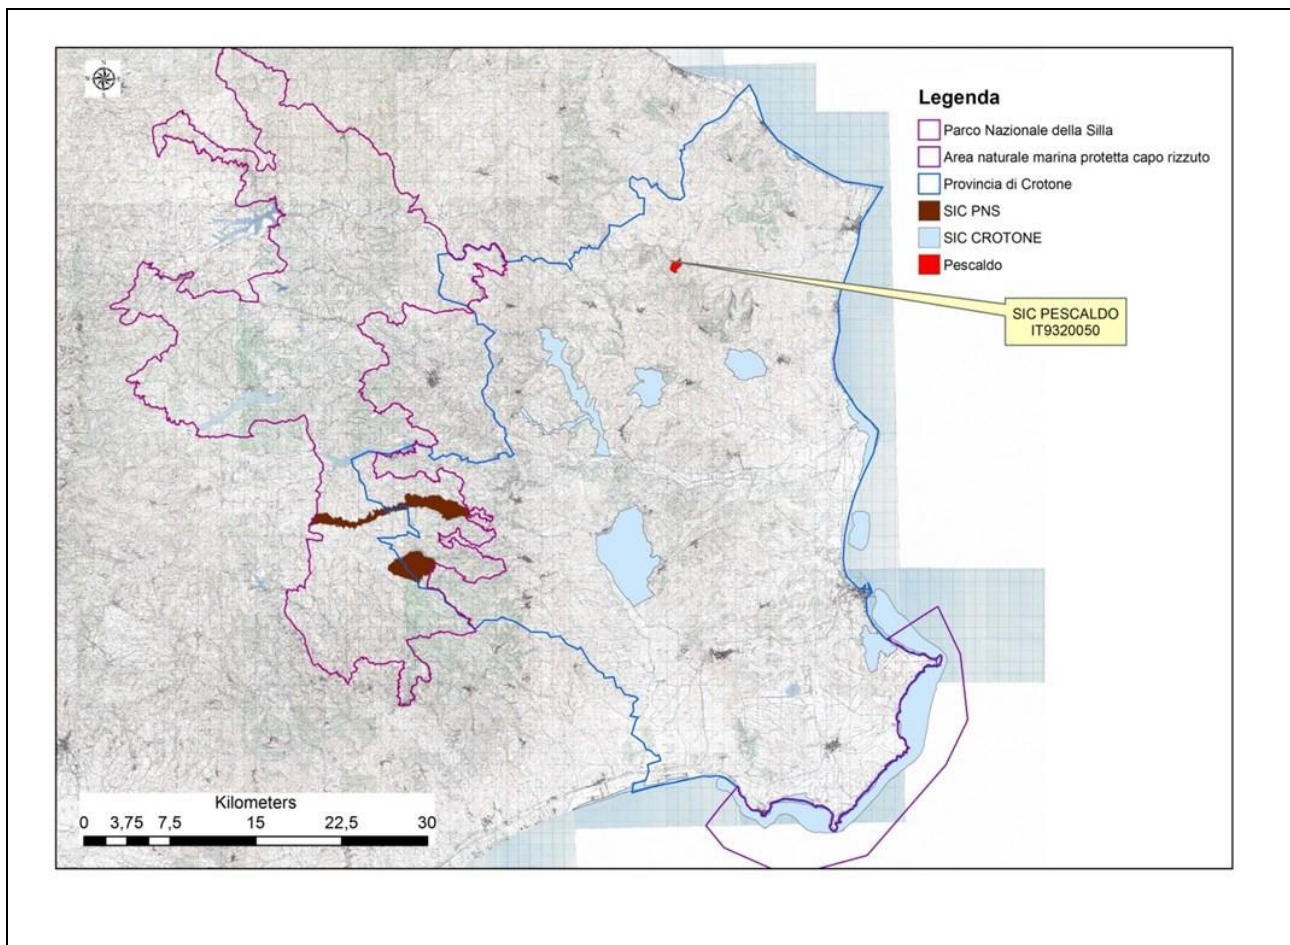 Legenda
Parco Nazionale della Silla
Area naturale marina protetta capo rizzuto
Provincia di Crotone
SIC PNS
SIC CROTONE
Pescaldo
SIC PESCALDO
IT9320050
Kilometers
0 3,75 7,5 15 22,5 30